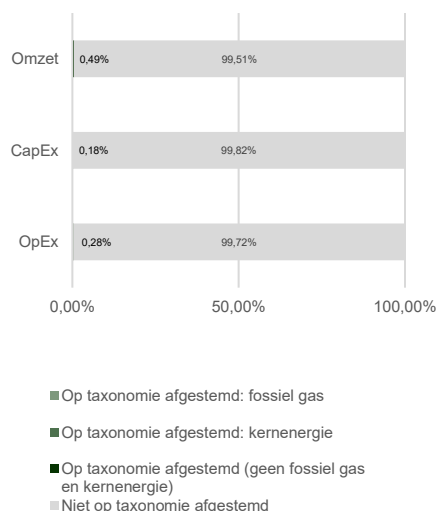 Omzet 0,49% 99,51%
CapEx 0,18% 99,82%
OpEx 0,28% 99,72%
0,00% 50,00% 100,00%
Op taxonomie afgestemd: fossiel gas
Op taxonomie afgestemd: kernenergie
Op taxonomie afgestemd (geen fossiel gas
en kernenergie)
Niet op taxonomie afgestemd